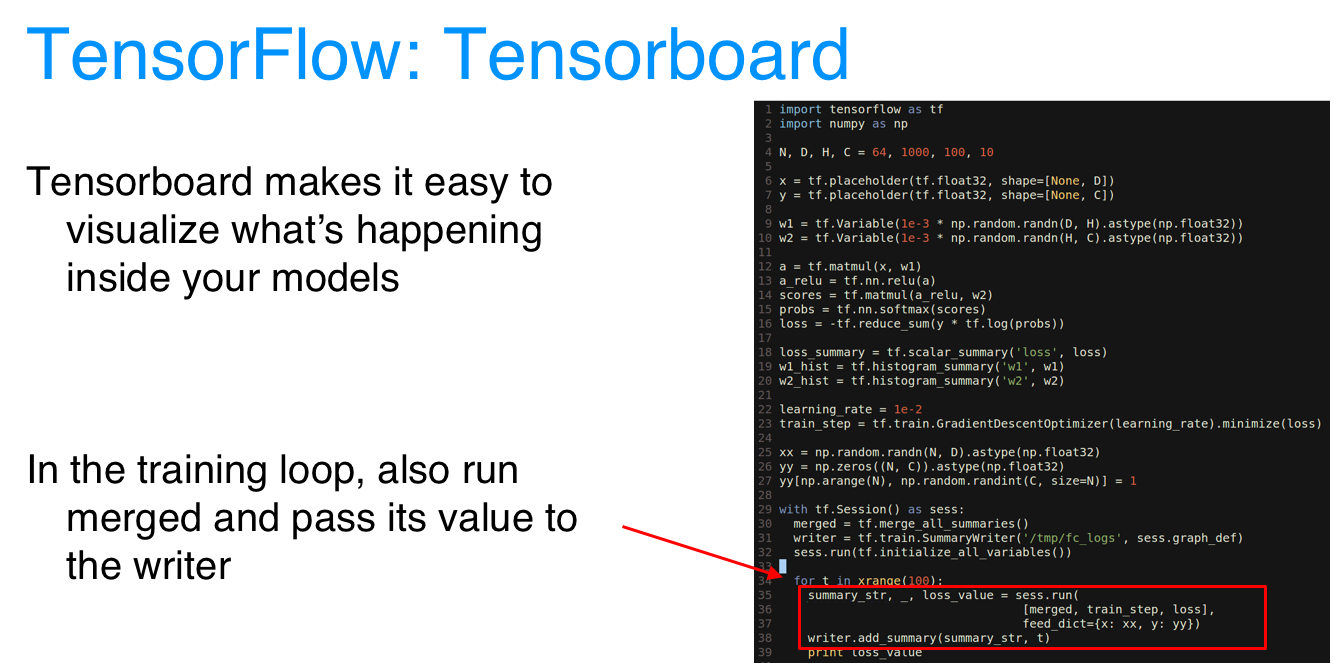 TensorFlow: Tensorboard
Tensorboard makes it easy to
visualize what’s happening
inside your models
In the training loop, also run
merged and pass its value to
the writer
1 import tensorflow as tf
2 import numpy as np
3
4 N, D, H, C = 64, 1000, 100, 10
5
6 x = tf.placeholder(tf.float32, shape=[None, D])
7 y = tf.placeholder(tf.float32, shape=[None, C])
8
9 w1 = tf.Variable(1e-3 * np.random.randn(D, H).astype(np.float32))
10 w2 = tf.Variable(1e-3 * np.random.randn(H, C).astype(np.float32))
11
12 a = tf.matmul(x, w1)
13 a_relu = tf.nn.relu(a)
14 scores = tf.matmul(a_relu, w2)
15 probs = tf.nn.softmax(scores)
16 loss = -tf.reduce_sum(y * tf.log(probs))
17
18 loss_summary = tf.scalar_summary('loss', loss)
19 w1_hist = tf.histogram_summary('w1', w1)
20 w2_hist = tf.histogram_summary('w2', w2)
21
22 learning_rate = 1e-2
23 train_step = tf.train.GradientDescentOptimizer(learning_rate).minimize(loss)
24
25 xx = np.random.randn(N, D).astype(np.float32)
26 yy = np.zeros((N, C)).astype(np.float32)
27 yy[np.arange(N), np.random.randint(C, size=N)] = 1
28
29 with tf.Session() as sess:
30   merged = tf.merge_all_summaries()
31   writer = tf.train.SummaryWriter('/tmp/fc_logs', sess.graph_def)
32   sess.run(tf.initialize_all_variables())
33
34   for t in xrange(100):
35     summary_str, _, loss_value = sess.run(
36                                   [merged, train_step, loss],
37                                   feed_dict={x: xx, y: yy})
38     writer.add_summary(summary_str, t)
39     print loss_value